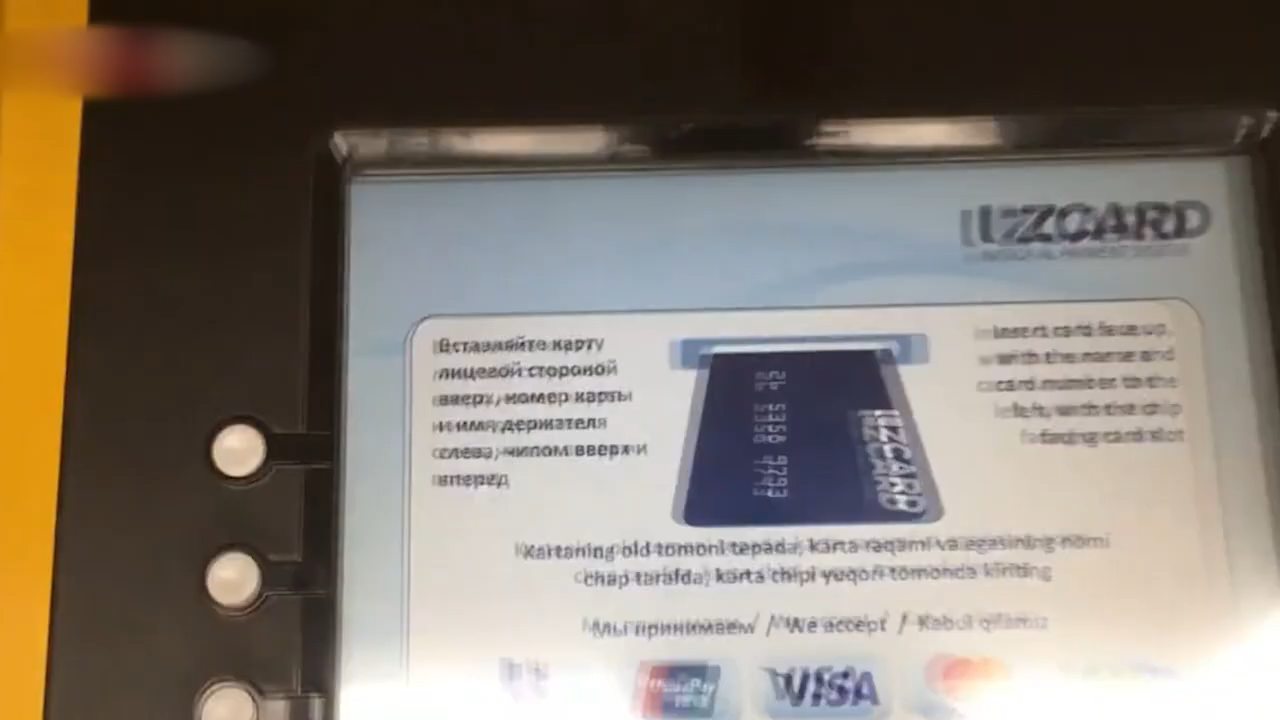 UZCARD
NATIONAL PAYMENT SYSTEM
Вставляйте карту
лицевой стороной
вверх, номер карты
и имя держателя
слева, чипом вверх и
вперед
Insert card face up,
with the name and
card number to the
left, with the chip
facing card slot
UZCARD
Kartaning old tomoni tepada, karta raqami va egasining nomi
chap tarafda, karta chipi yuqori tomonda kiriting
Мы принимаем / We accept / Kabul qilamiz
UnionPay
VISA